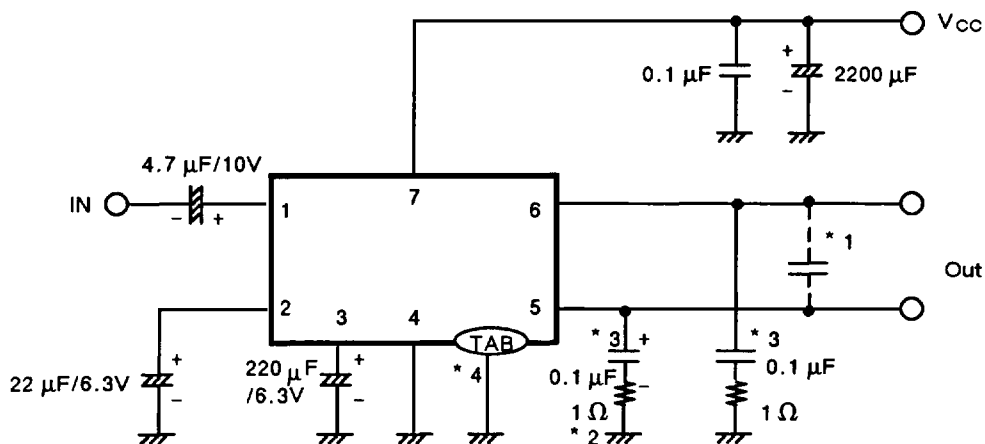 VCC
+
0.1 μF
2200 μF
-
4.7 μF/10V
IN
- +
1
7
6
* 1
Out
2
3
4
5
TAB
* 4
+
22 μF/6.3V
-
220 μF
/6.3V
+
-
* 3 +
0.1 μF
-
1 Ω
* 2
* 3
0.1 μF
1 Ω